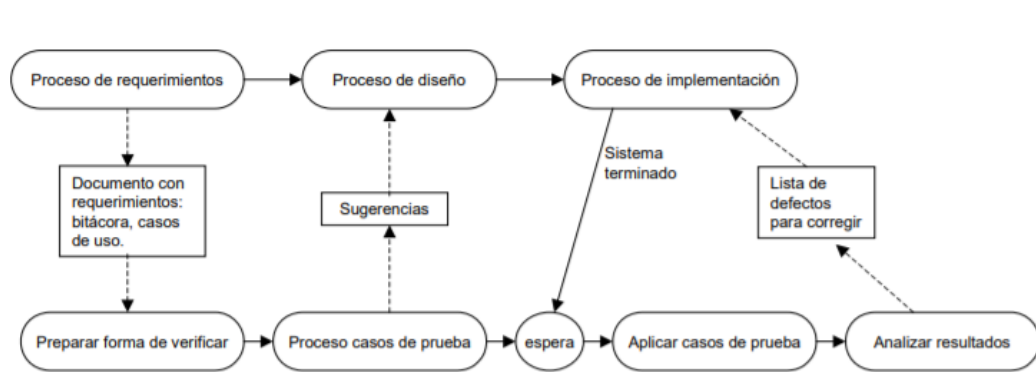 Proceso de requerimientos
Proceso de diseño
Proceso de implementación
Sistema
terminado
Documento con
requerimientos:
bitácora, casos
de uso.
Sugerencias
Lista de
defectos
para corregir
Preparar forma de verificar
Proceso casos de prueba
espera
Aplicar casos de prueba
Analizar resultados